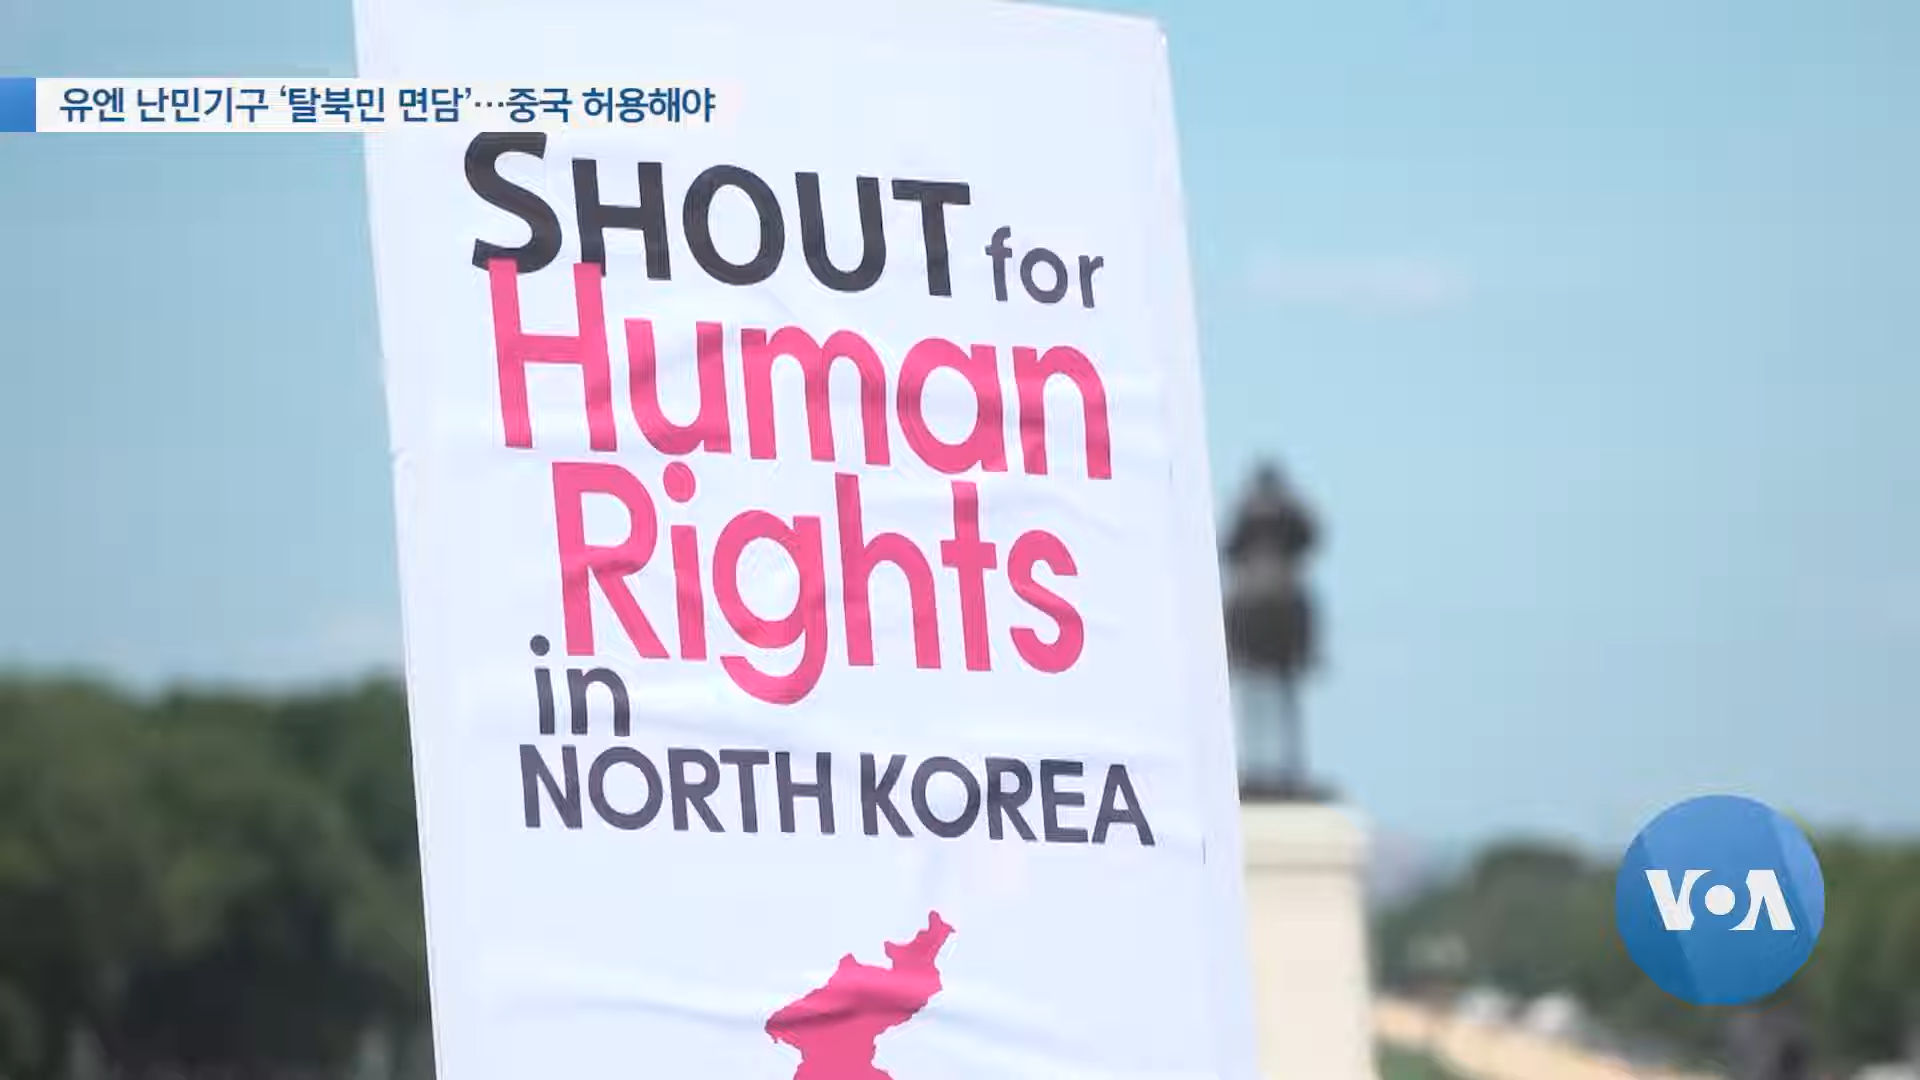 유엔 난민기구 ‘탈북민 면담’…중국 허용해야
SHOUT for
Human
Rights
in
NORTH KOREA
VOA